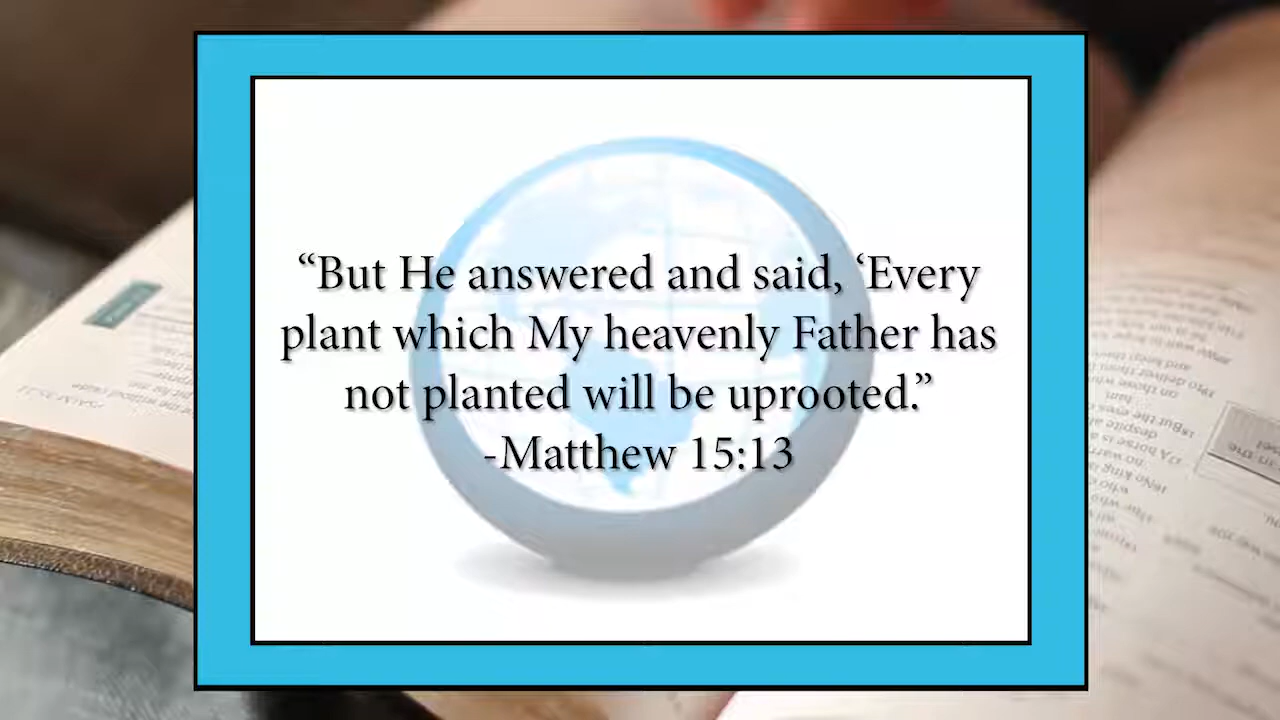 “But He answered and said, ‘Every
plant which My heavenly Father has
not planted will be uprooted.”
-Matthew 15:13